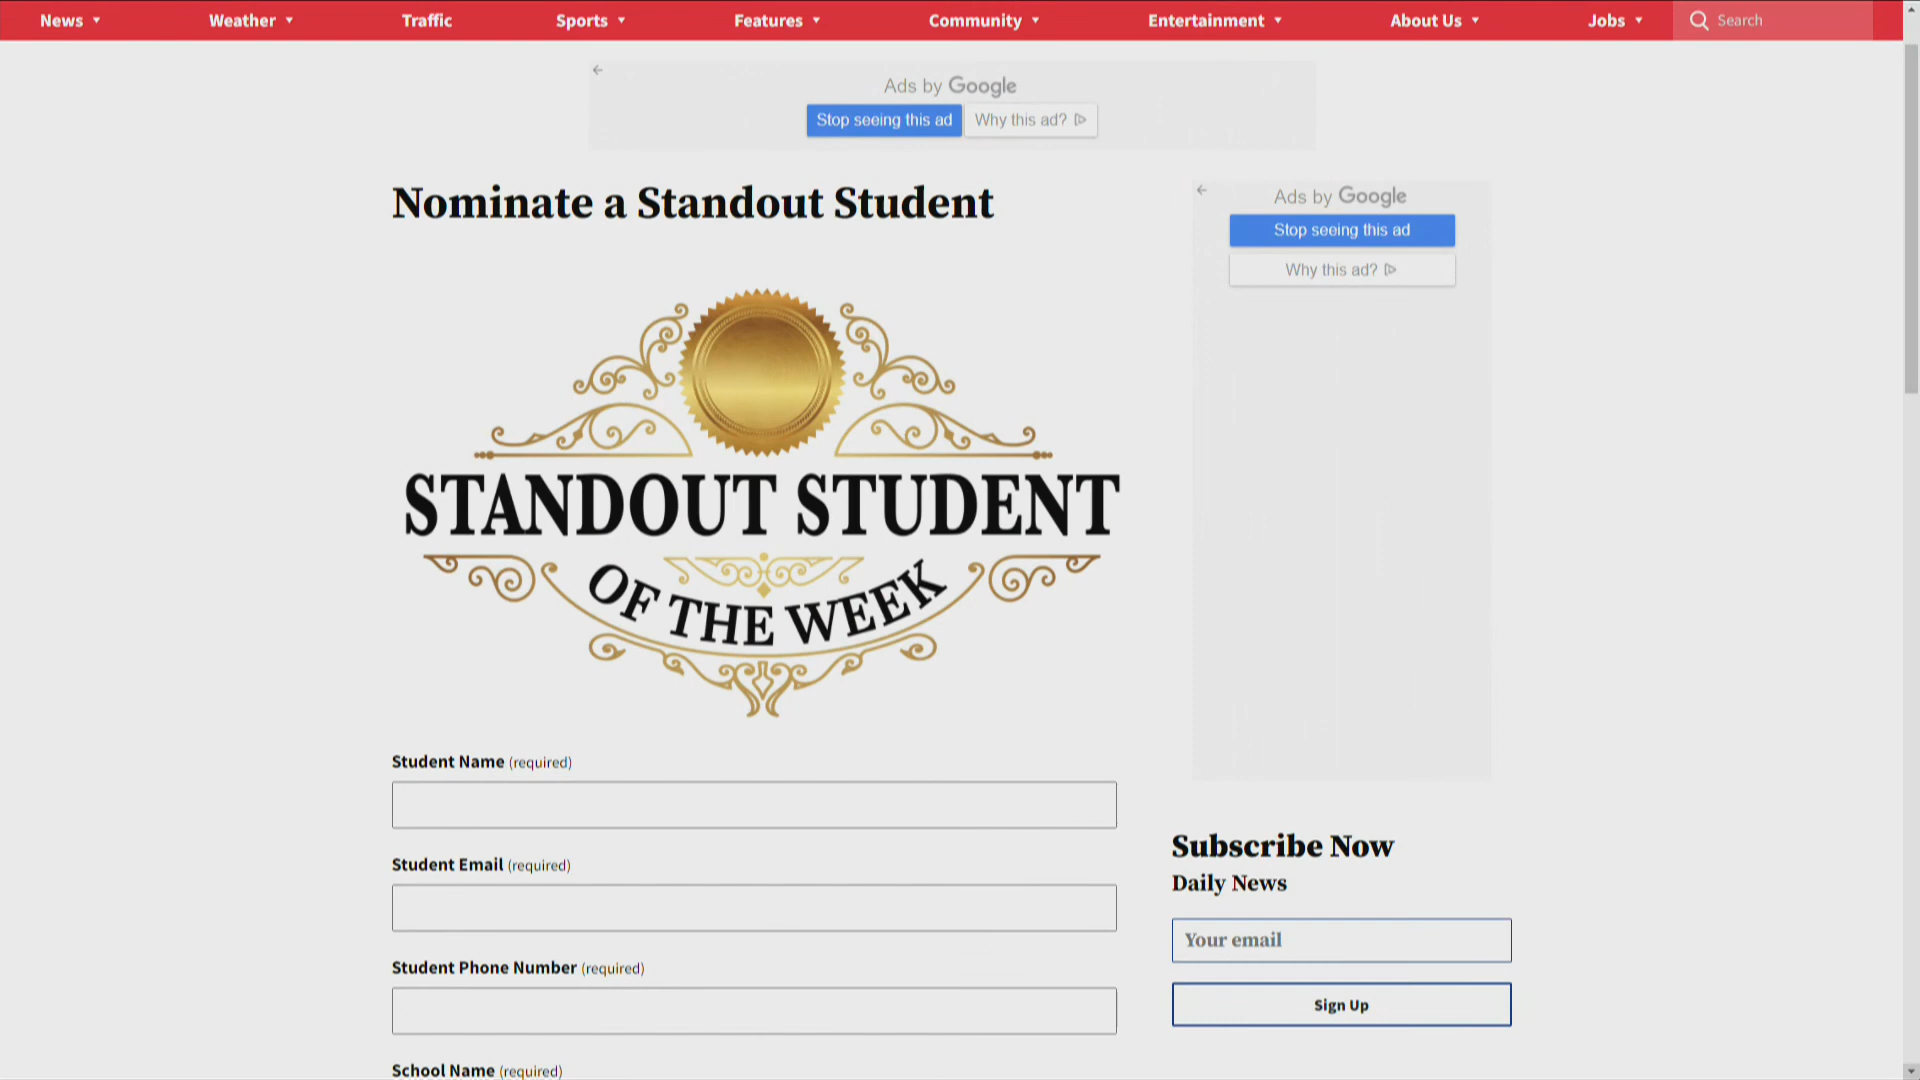 News ▼ Weather ▼ Traffic Sports ▼ Features ▼ Community ▼ Entertainment ▼ About Us ▼ Jobs ▼ Search
Ads by Google
Stop seeing this ad Why this ad?
Nominate a Standout Student
Ads by Google
Stop seeing this ad
Why this ad?
STANDOUT STUDENT
OF THE WEEK
Student Name (required)
Student Email (required)
Student Phone Number (required)
School Name (required)
Subscribe Now
Daily News
Your email
Sign Up